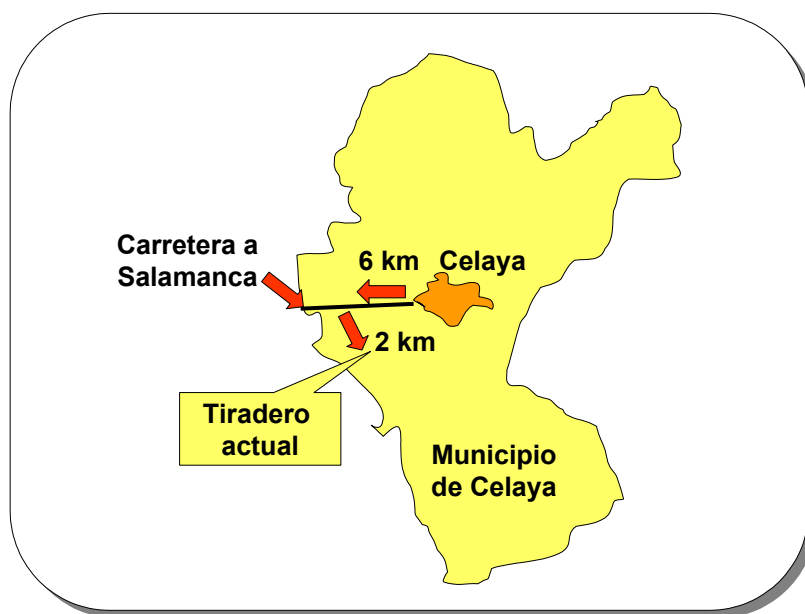 Carretera a
Salamanca
6 km
Celaya
2 km
Tiradero
actual
Municipio
de Celaya